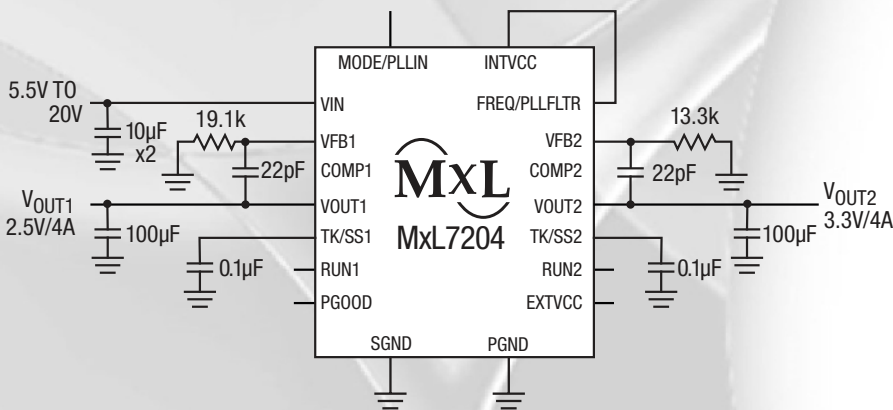 MODE/PLLIN
INTVCC
5.5V TO
20V
VIN
FREQ/PLLFLTR
10µF
x2
19.1k
VFB1
VFB2
13.3k
22pF
COMP1
COMP2
22pF
MXL
MxL7204
VOUT1
2.5V/4A
VOUT1
VOUT2
VOUT2
3.3V/4A
100µF
TK/SS1
TK/SS2
100µF
0.1µF
RUN1
RUN2
0.1µF
PGOOD
EXTVCC
SGND
PGND